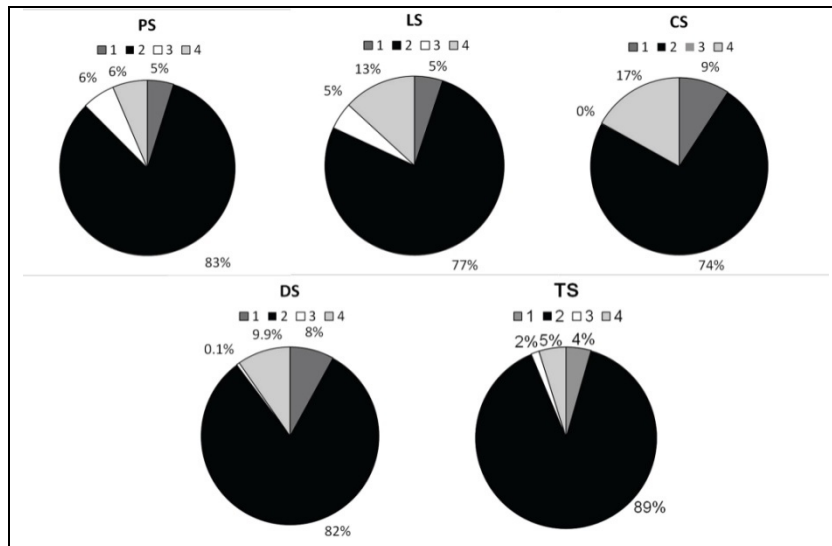 PS
1 2 3 4
6% 6% 5%
83%
LS
1 2 3 4
5% 13% 5%
77%
CS
1 2 3 4
0% 17% 9%
74%
DS
1 2 3 4
0.1% 9.9% 8%
82%
TS
1 2 3 4
2% 5% 4%
89%